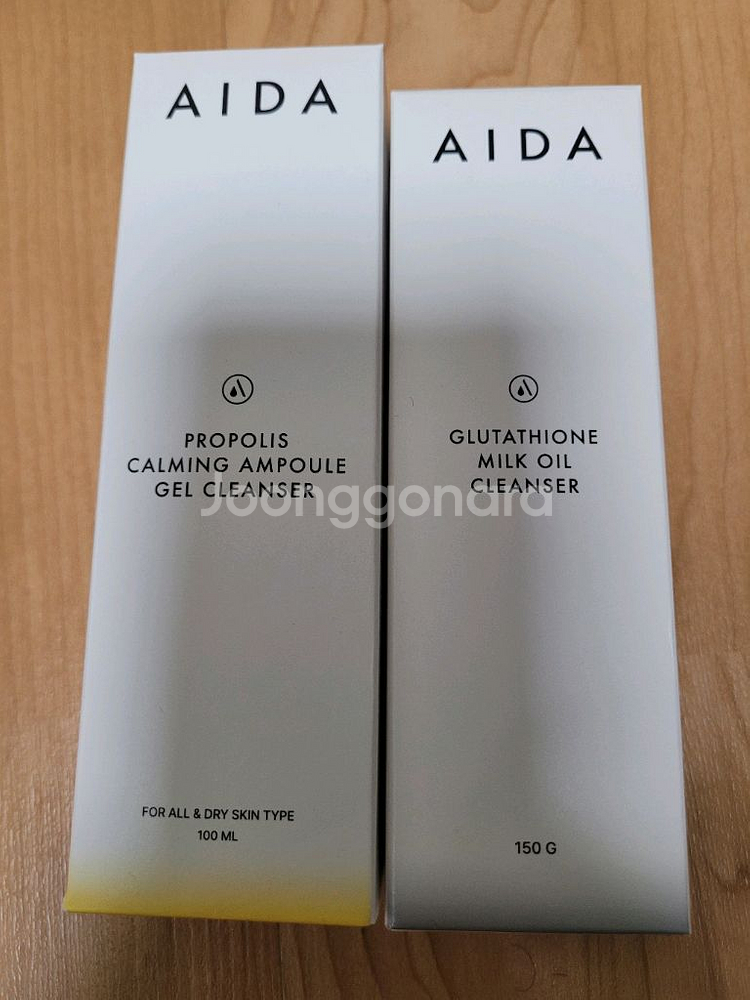 AIDA
PROPOLIS
CALMING AMPOULE
GEL CLEANSER
FOR ALL & DRY SKIN TYPE
100 ML
AIDA
GLUTATHIONE
MILK OIL
CLEANSER
150 G
Joonggonara